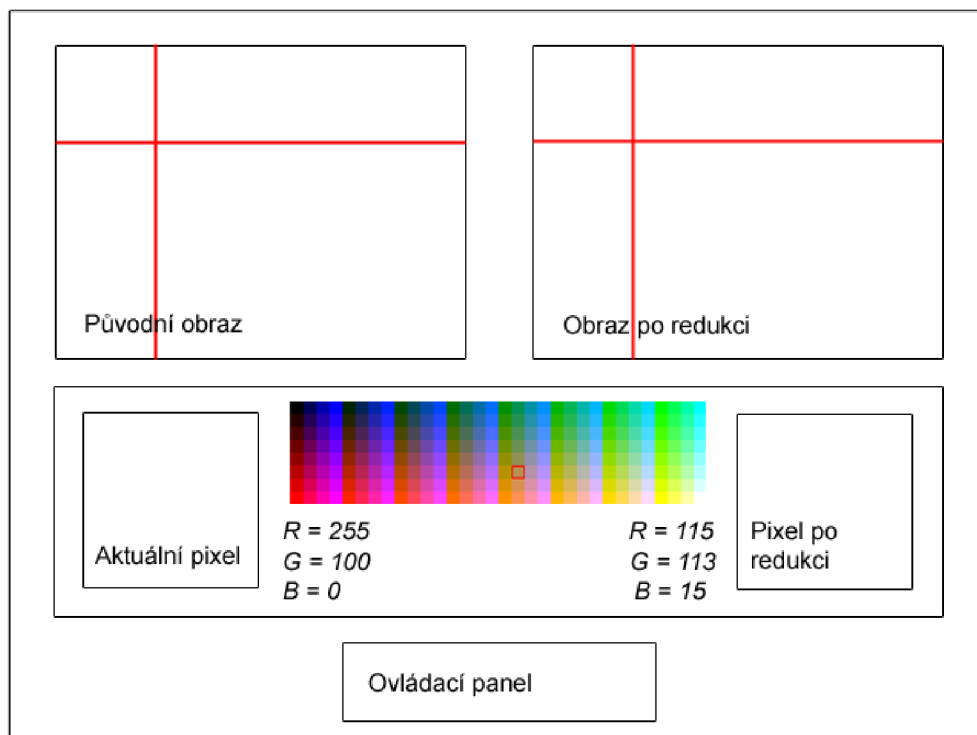 Původní obraz
Obraz po redukci
Aktuální pixel
R = 255
G = 100
B = 0
R = 115
G = 113
B = 15
Pixel po
redukci
Ovládací panel